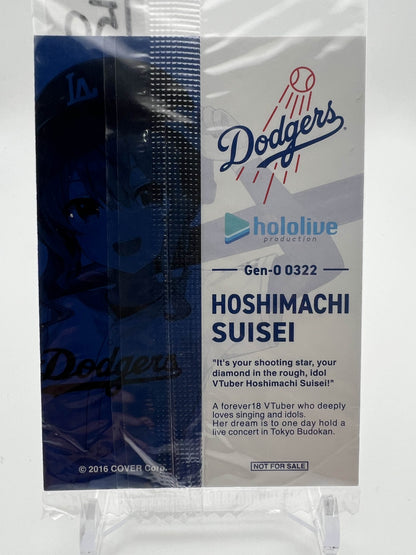 LA
Dodgers
hololive
production
Gen-0 0322
HOSHIMACHI
SUISEI
"It's your shooting star, your
diamond in the rough, idol
VTuber Hoshimachi Suisei!"
A forever18 VTuber who deeply
loves singing and idols.
Her dream is to one day hold a
live concert in Tokyo Budokan.
Dodgers
© 2016 COVER Corp.
NOT FOR SALE